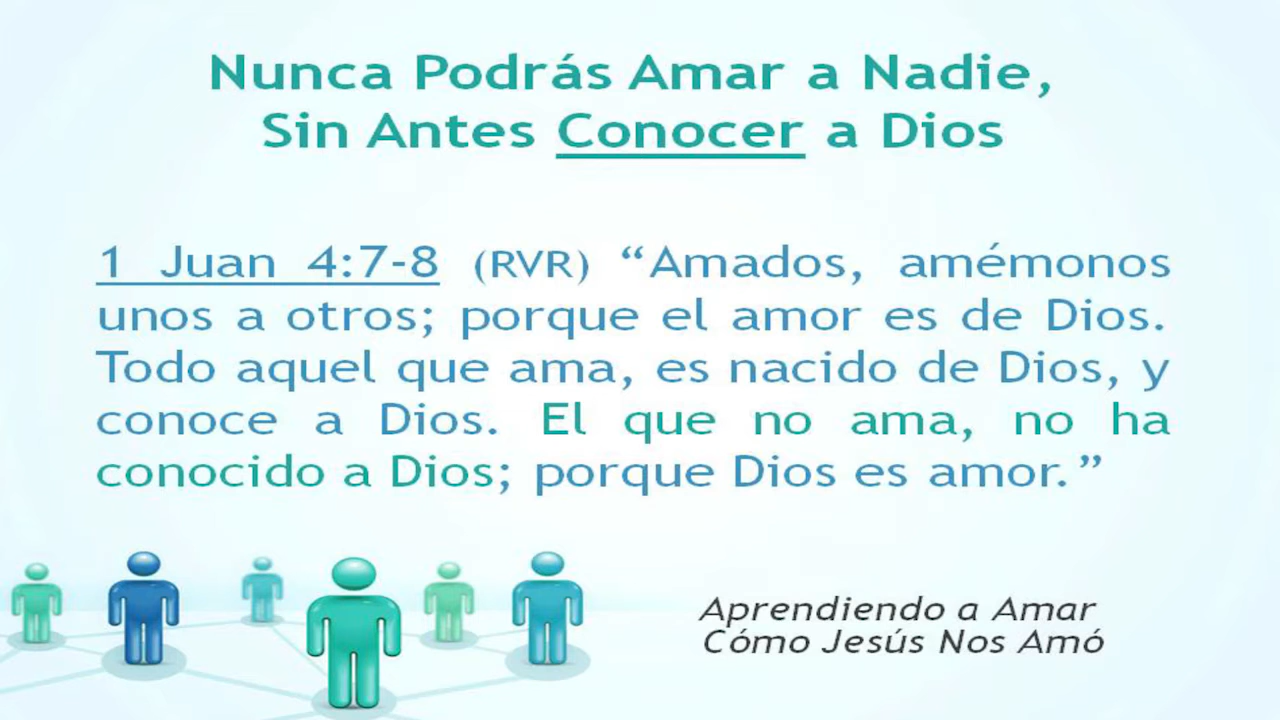 Nunca Podrás Amar a Nadie,
Sin Antes Conocer a Dios
1 Juan 4:7-8 (RVR) “Amados, amémonos
unos a otros; porque el amor es de Dios.
Todo aquel que ama, es nacido de Dios, y
conoce a Dios. El que no ama, no ha
conocido a Dios; porque Dios es amor.”
Aprendiendo a Amar
Cómo Jesús Nos Amó